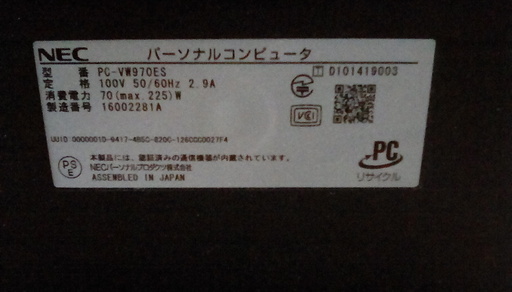 NEC パーソナルコンピュータ
型 番 PC-VW970ES
定 格 100V 50/60Hz 2.9A
消費電力 70(max.225)W
製造番号 16002281A
T D101419003
VCCI
UUID
本製品には、認証済みの通信機器が内蔵されています。
NECパーソナルプロダクツ株式会社
ASSEMBLED IN JAPAN
PS
E
PC
リサイクル